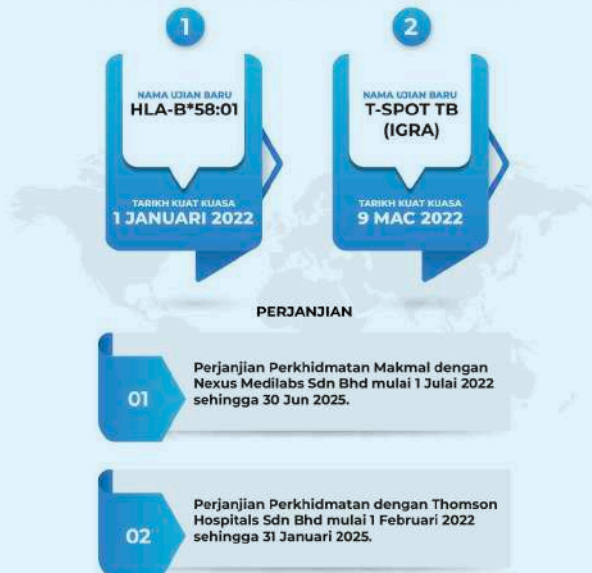 1
NAMA UJIAN BARU
HLA-B*58:01
TARIKH KUAT KUASA
1 JANUARI 2022
2
NAMA UJIAN BARU
T-SPOT TB
(IGRA)
TARIKH KUAT KUASA
9 MAC 2022
PERJANJIAN
01
Perjanjian Perkhidmatan Makmal dengan
Nexus Medilabs Sdn Bhd mulai 1 Julai 2022
sehingga 30 Jun 2025.
02
Perjanjian Perkhidmatan dengan Thomson
Hospitals Sdn Bhd mulai 1 Februari 2022
sehingga 31 Januari 2025.